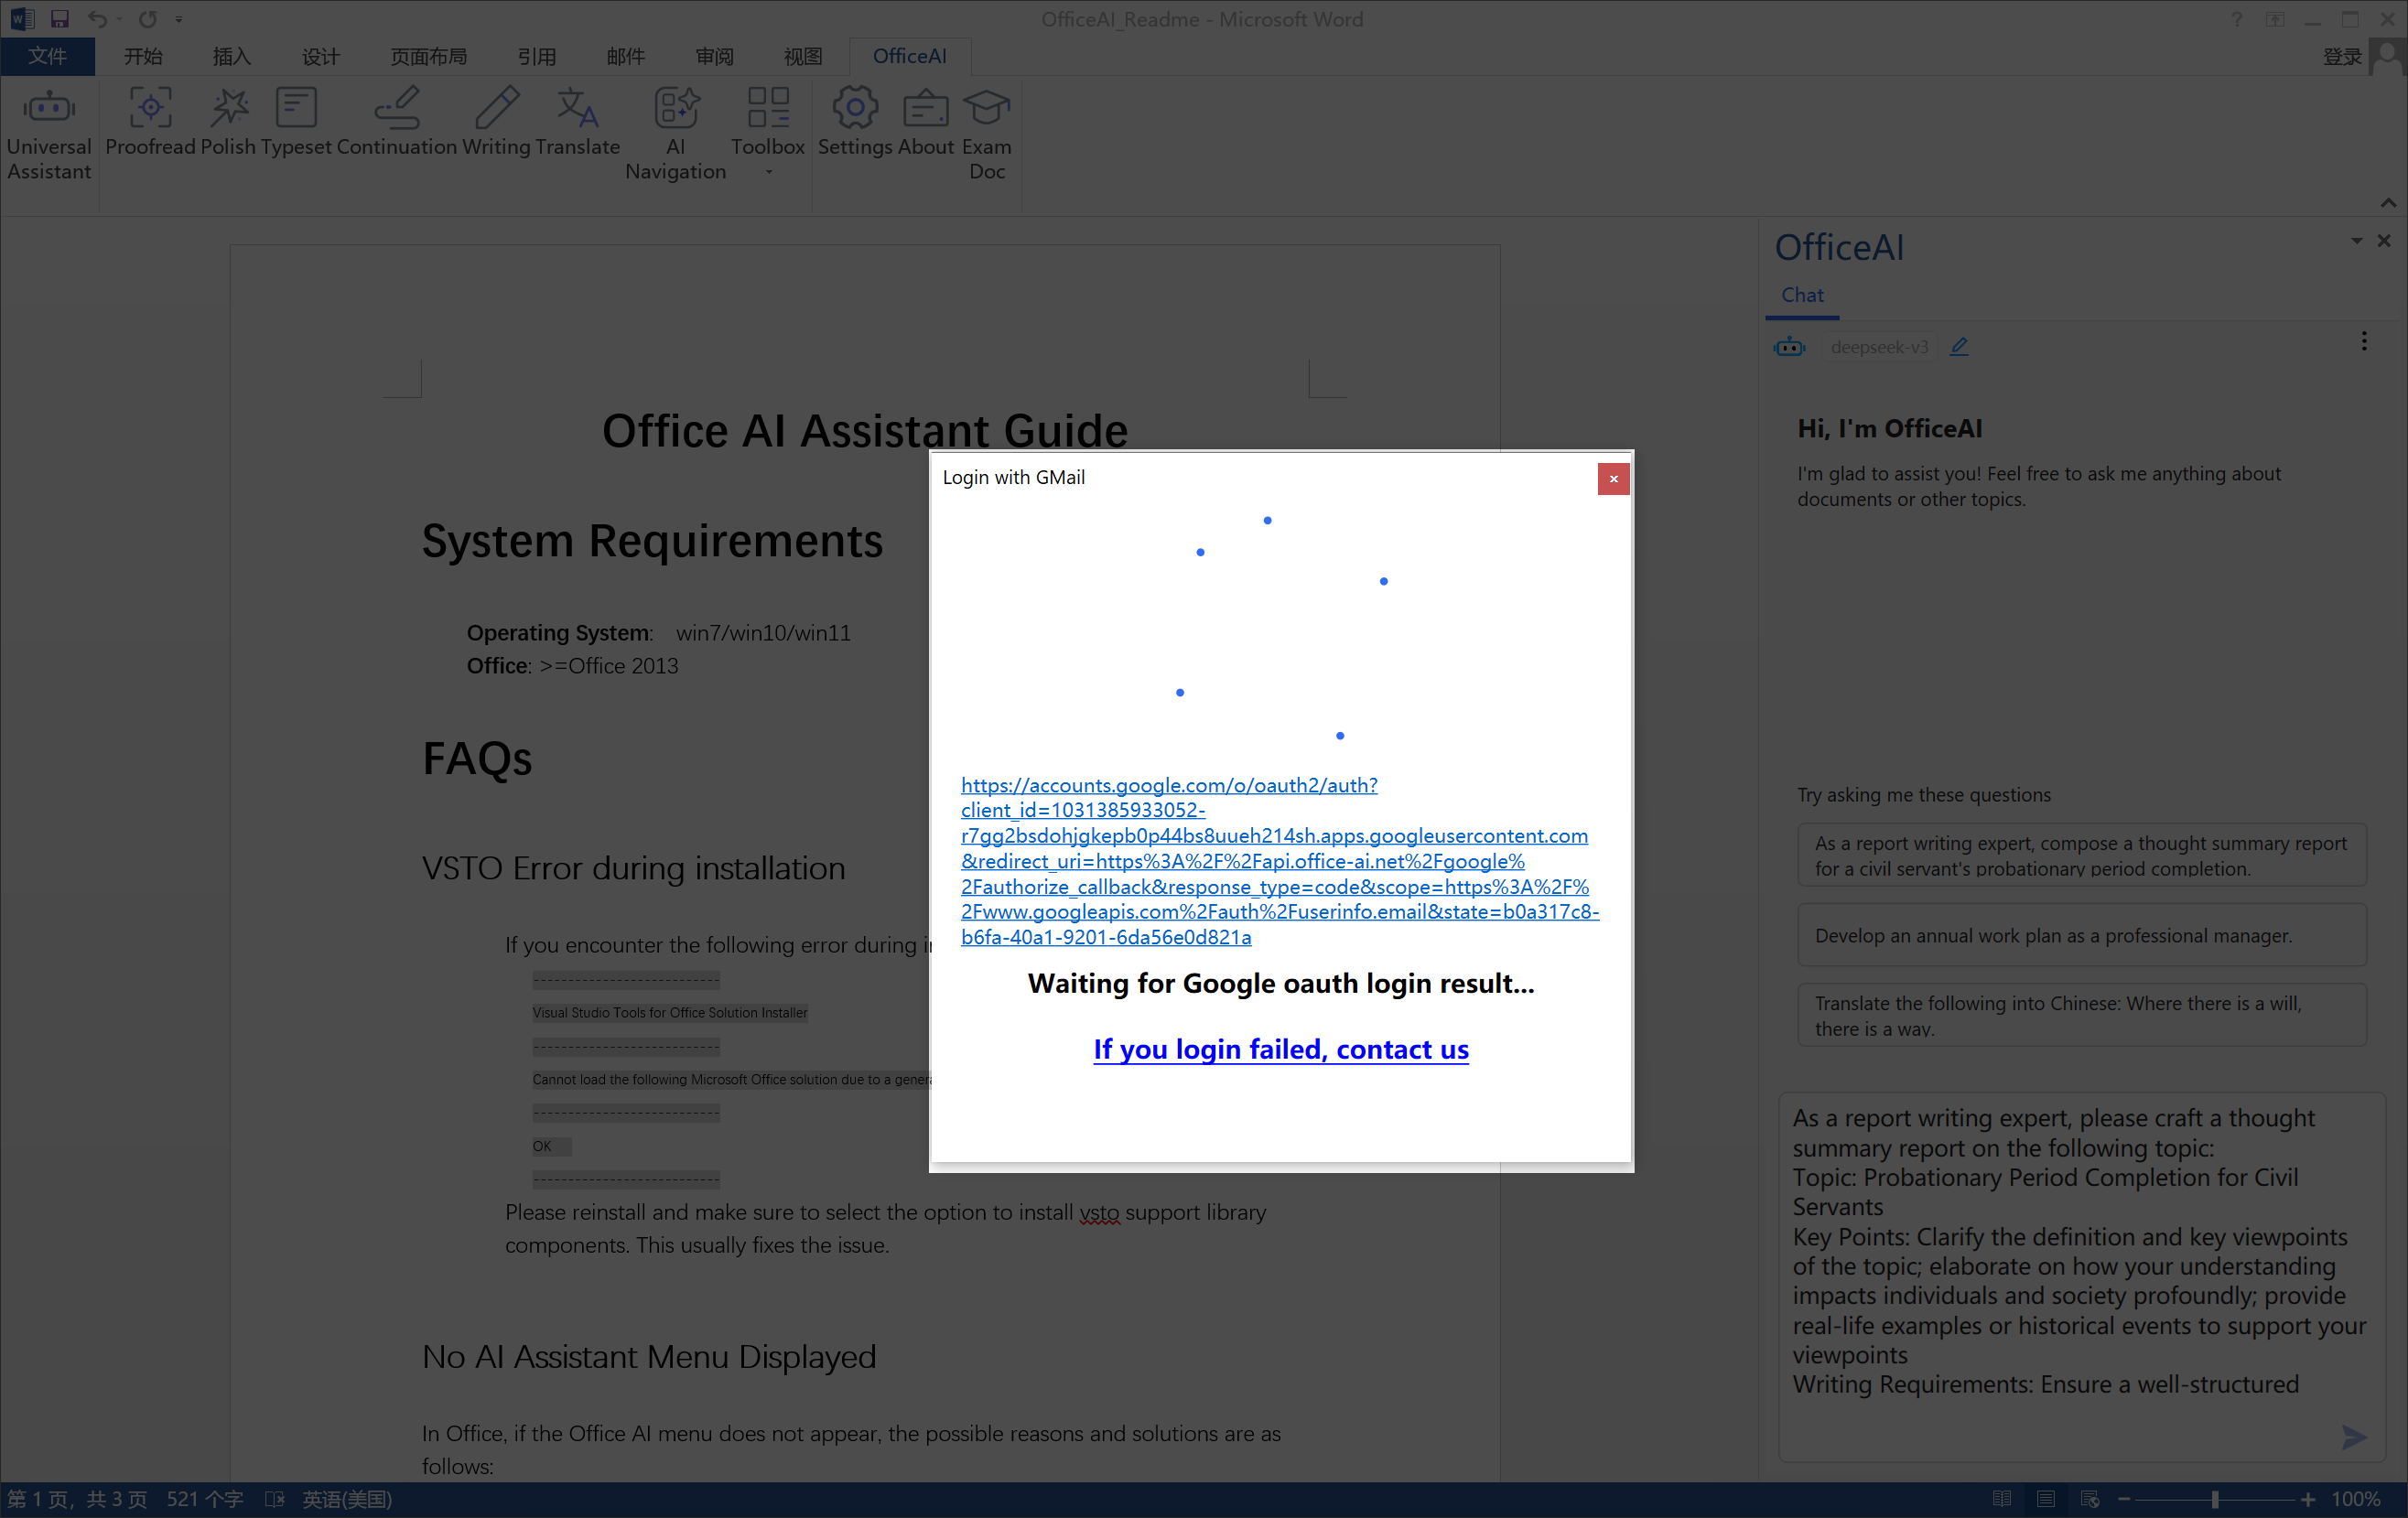 OfficeAI_Readme - Microsoft Word
文件 开始 插入 设计 页面布局 引用 邮件 审阅 视图 OfficeAI 登录
Universal
Assistant
Proofread Polish Typeset Continuation Writing Translate
AI
Navigation
Toolbox
Settings About
Exam
Doc
Office AI Assistant Guide
System Requirements
Operating System: win7/win10/win11
Office: >=Office 2013
FAQs
VSTO Error during installation
If you encounter the following error during
---------------------------
Visual Studio Tools for Office Solution Installer
---------------------------
Cannot load the following Microsoft Office solution due to a
---------------------------
OK
---------------------------
Please reinstall and make sure to select the option to install vsto support library
components. This usually fixes the issue.
No AI Assistant Menu Displayed
In Office, if the Office AI menu does not appear, the possible reasons and solutions are as
follows:
Login with GMail
https://accounts.google.com/o/oauth2/auth?
client_id=1031385933052-
r7gg2bsdohjgkepb0p44bs8uueh214sh.apps.googleusercontent.com
&redirect_uri=https%3A%2F%2Fapi.office-ai.net%2Fgoogle%
2Fauthorize_callback&response_type=code&scope=https%3A%2F%
2Fwww.googleapis.com%2Fauth%2Fuserinfo.email&state=b0a317c8-
b6fa-40a1-9201-6da56e0d821a
Waiting for Google oauth login result...
If you login failed, contact us
OfficeAI
Chat
deepseek-v3
Hi, I'm OfficeAI
I'm glad to assist you! Feel free to ask me anything about
documents or other topics.
Try asking me these questions
As a report writing expert, compose a thought summary report
for a civil servant's probationary period completion.
Develop an annual work plan as a professional manager.
Translate the following into Chinese: Where there is a will,
there is a way.
As a report writing expert, please craft a thought
summary report on the following topic:
Topic: Probationary Period Completion for Civil
Servants
Key Points: Clarify the definition and key viewpoints
of the topic; elaborate on how your understanding
impacts individuals and society profoundly; provide
real-life examples or historical events to support your
viewpoints
Writing Requirements: Ensure a well-structured
第 1 页，共 3 页 521 个字 英语(美国) 100%